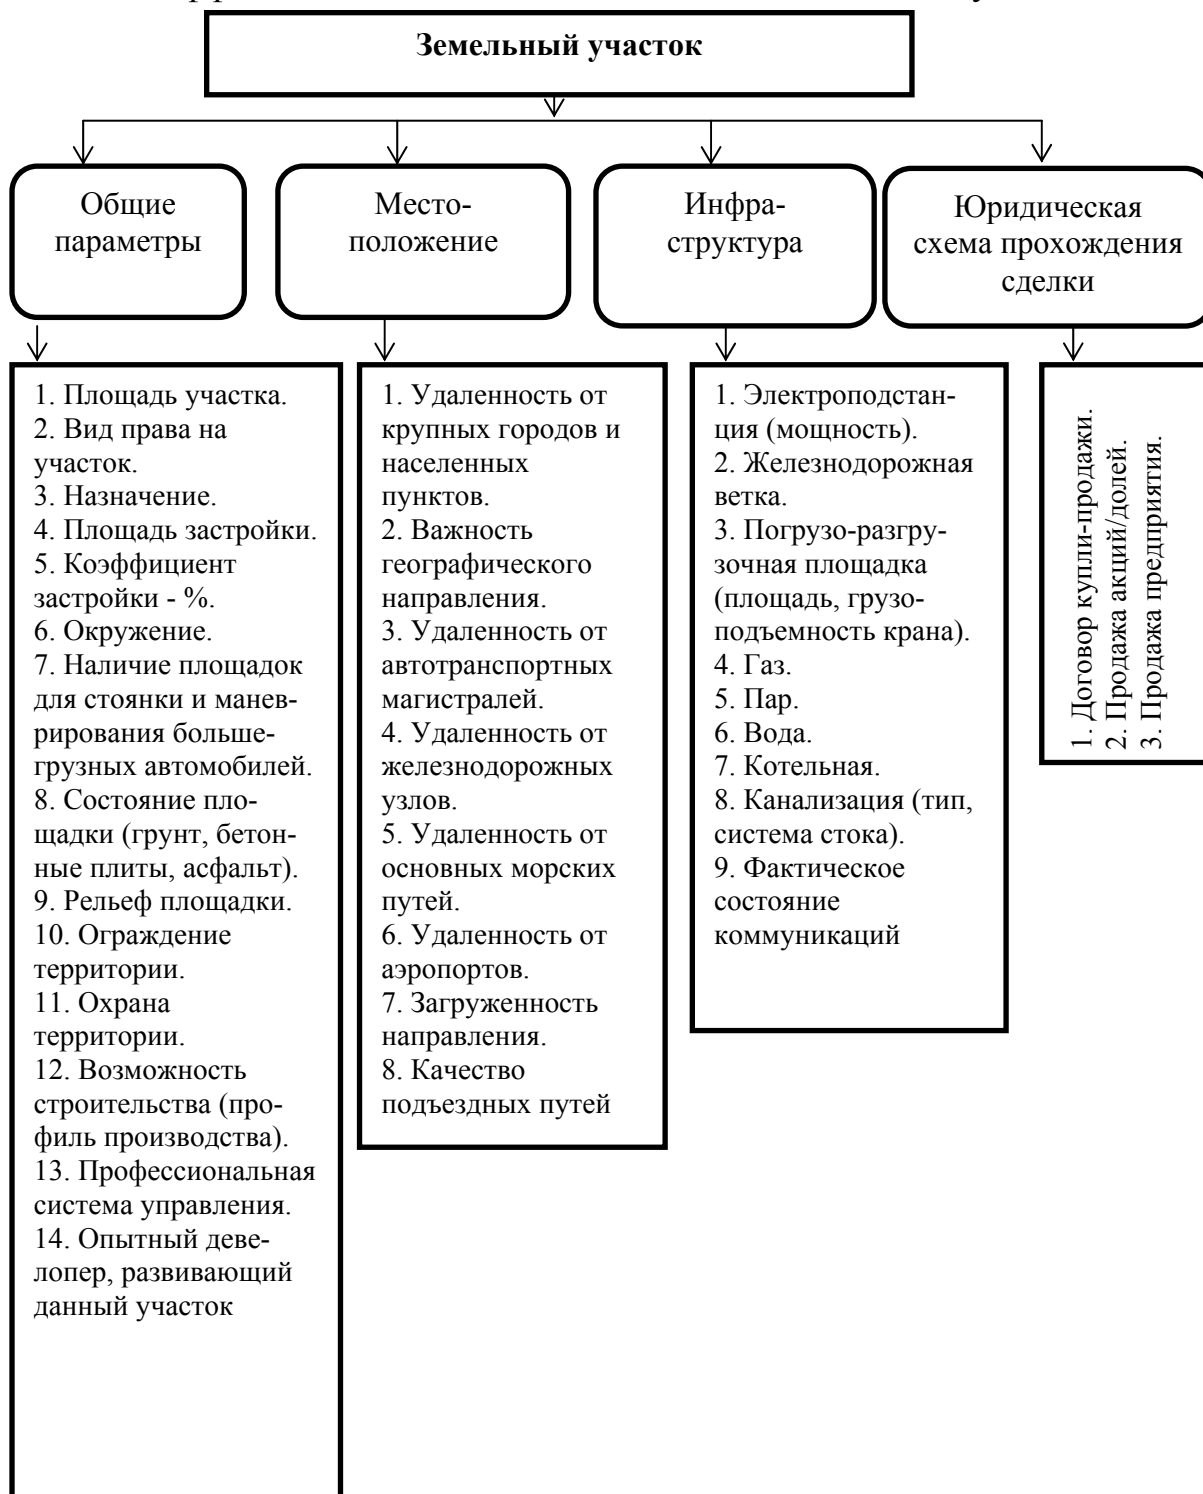 Земельный участок
Общие
параметры
Место-
положение
Инфра-
структура
Юридическая
схема прохождения
сделки
1. Площадь участка.
2. Вид права на
участок.
3. Назначение.
4. Площадь застройки.
5. Коэффициент
застройки - %.
6. Окружение.
7. Наличие площадок
для стоянки и манев-
рирования больше-
грузных автомобилей.
8. Состояние пло-
щадки (грунт, бетон-
ные плиты, асфальт).
9. Рельеф площадки.
10. Ограждение
территории.
11. Охрана
территории.
12. Возможность
строительства (про-
филь производства).
13. Профессиональная
система управления.
14. Опытный деве-
лопер, развивающий
данный участок
1. Удаленность от
крупных городов и
населенных
пунктов.
2. Важность
географического
направления.
3. Удаленность от
автотранспортных
магистралей.
4. Удаленность от
железнодорожных
узлов.
5. Удаленность от
основных морских
путей.
6. Удаленность от
аэропортов.
7. Загруженность
направления.
8. Качество
подъездных путей
1. Электроподстан-
ция (мощность).
2. Железнодорожная
ветка.
3. Погрузо-разгру-
зочная площадка
(площадь, грузо-
подъемность крана).
4. Газ.
5. Пар.
6. Вода.
7. Котельная.
8. Канализация (тип,
система стока).
9. Фактическое
состояние
коммуникаций
1. Договор купли-продажи.
2. Продажа акций/долей.
3. Продажа предприятия.